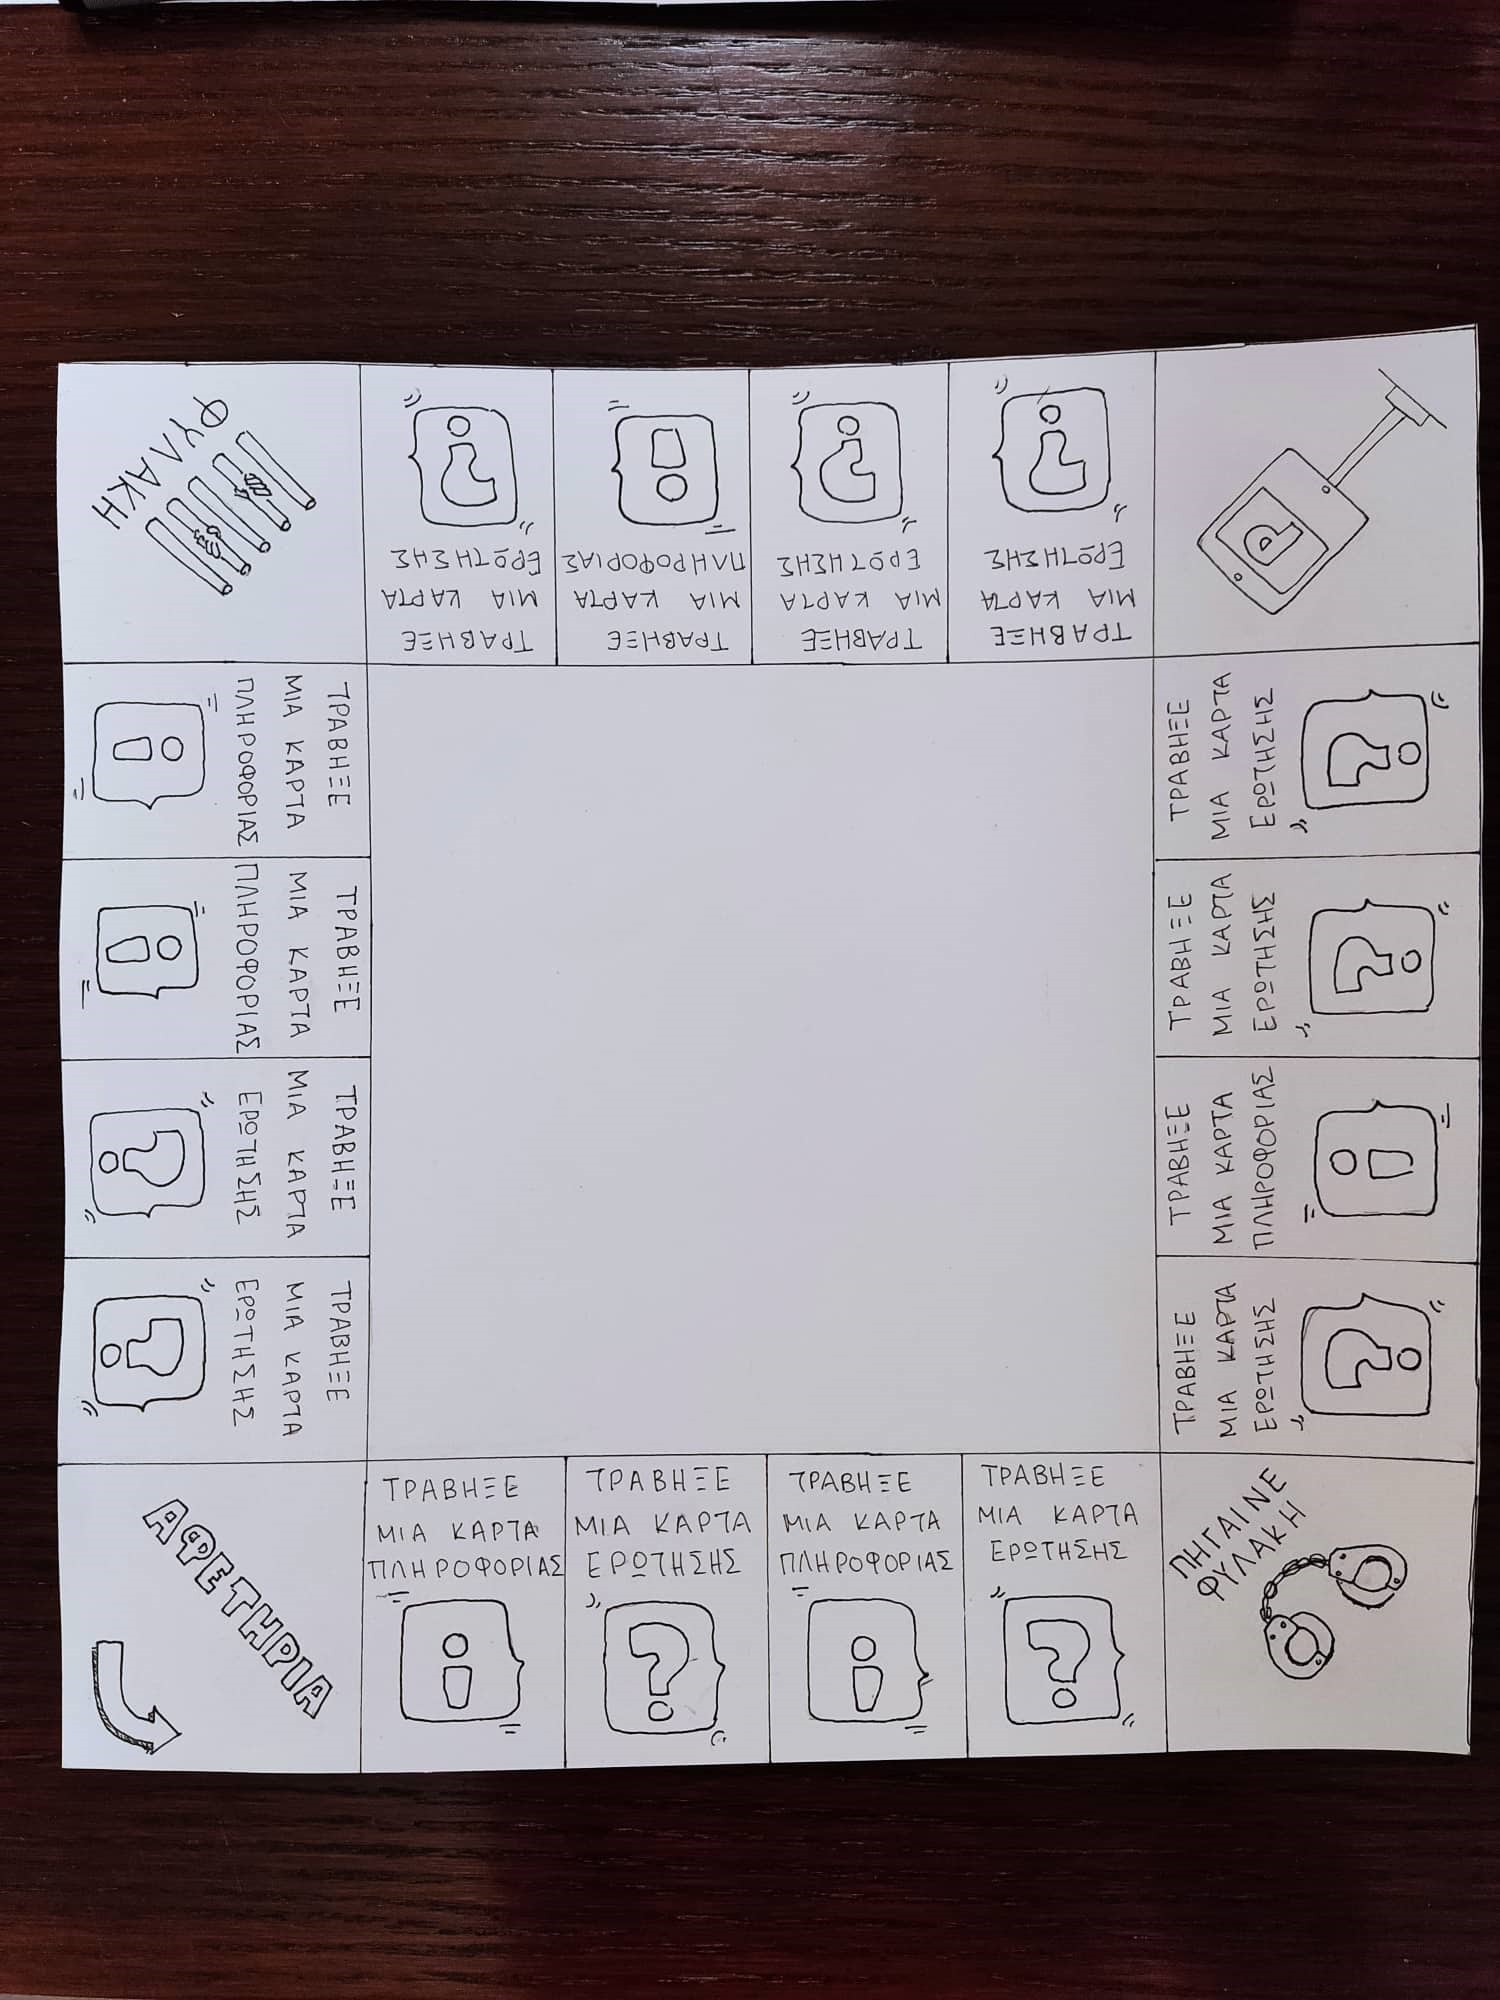 ΦΥΛΑΚΗ
ΤΡΑΒΗΞΕ
ΜΙΑ ΚΑΡΤΑ
ΕΡΩΤΗΣΗΣ
?
ΤΡΑΒΗΞΕ
ΜΙΑ ΚΑΡΤΑ
ΠΛΗΡΟΦΟΡΙΑΣ
i
ΤΡΑΒΗΞΕ
ΜΙΑ ΚΑΡΤΑ
ΕΡΩΤΗΣΗΣ
?
ΤΡΑΒΗΞΕ
ΜΙΑ ΚΑΡΤΑ
ΕΡΩΤΗΣΗΣ
?
P
ΤΡΑΒΗΞΕ
ΜΙΑ ΚΑΡΤΑ
ΕΡΩΤΗΣΗΣ
?
ΤΡΑΒΗΞΕ
ΜΙΑ ΚΑΡΤΑ
ΕΡΩΤΗΣΗΣ
?
ΤΡΑΒΗΞΕ
ΜΙΑ ΚΑΡΤΑ
ΠΛΗΡΟΦΟΡΙΑΣ
i
ΤΡΑΒΗΞΕ
ΜΙΑ ΚΑΡΤΑ
ΕΡΩΤΗΣΗΣ
?
ΤΡΑΒΗΞΕ
ΜΙΑ ΚΑΡΤΑ
ΠΛΗΡΟΦΟΡΙΑΣ
i
ΤΡΑΒΗΞΕ
ΜΙΑ ΚΑΡΤΑ
ΠΛΗΡΟΦΟΡΙΑΣ
i
ΤΡΑΒΗΞΕ
ΜΙΑ ΚΑΡΤΑ
ΕΡΩΤΗΣΗΣ
?
ΤΡΑΒΗΞΕ
ΜΙΑ ΚΑΡΤΑ
ΕΡΩΤΗΣΗΣ
?
ΑΦΕΤΗΡΙΑ
ΤΡΑΒΗΞΕ
ΜΙΑ ΚΑΡΤΑ
ΠΛΗΡΟΦΟΡΙΑΣ
i
ΤΡΑΒΗΞΕ
ΜΙΑ ΚΑΡΤΑ
ΕΡΩΤΗΣΗΣ
?
ΤΡΑΒΗΞΕ
ΜΙΑ ΚΑΡΤΑ
ΠΛΗΡΟΦΟΡΙΑΣ
i
ΤΡΑΒΗΞΕ
ΜΙΑ ΚΑΡΤΑ
ΕΡΩΤΗΣΗΣ
?
ΠΗΓΑΙΝΕ
ΦΥΛΑΚΗ